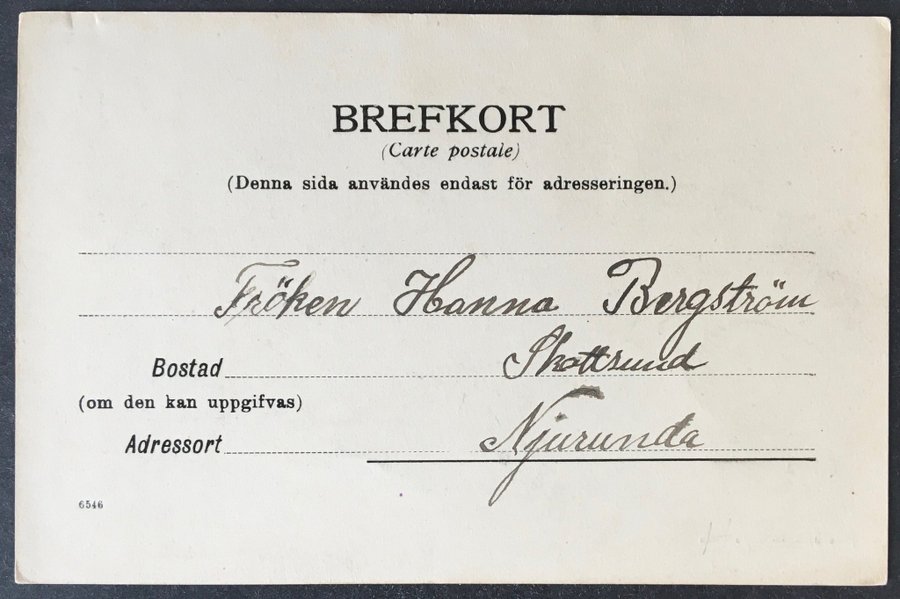 BREFKORT
(Carte postale)
(Denna sida användes endast för adresseringen.)
Fröken Hanna Bergström
Bostad Skottsund
(om den kan uppgifvas)
Adressort Njurunda
6546